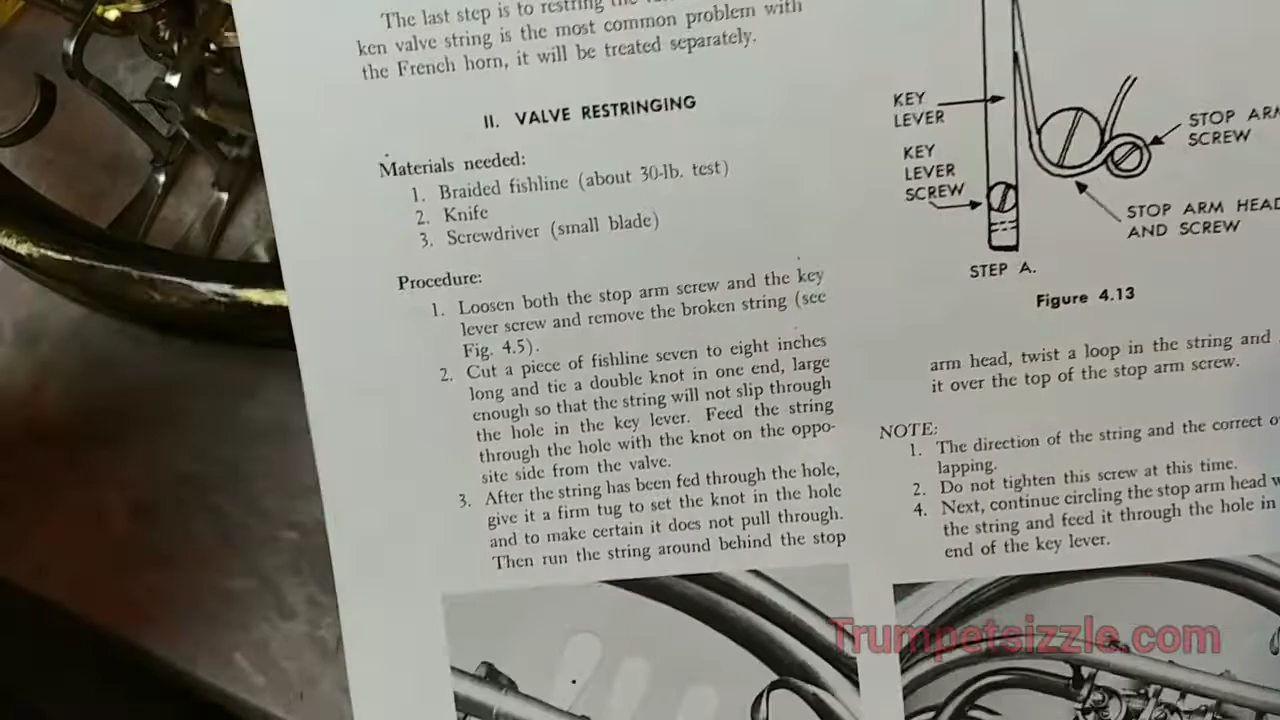 The last step is to restring the
ken valve string is the most common problem with
the French horn, it will be treated separately.
II. VALVE RESTRINGING
Materials needed:
1. Braided fishline (about 30-lb. test)
2. Knife
3. Screwdriver (small blade)
Procedure:
1. Loosen both the stop arm screw and the key
lever screw and remove the broken string (see
Fig. 4.5).
2. Cut a piece of fishline seven to eight inches
long and tie a double knot in one end, large
enough so that the string will not slip through
the hole in the key lever. Feed the string
through the hole with the knot on the oppo-
site side from the valve.
3. After the string has been fed through the hole,
give it a firm tug to set the knot in the hole
and to make certain it does not pull through.
Then run the string around behind the stop
KEY
LEVER
KEY
LEVER
SCREW
STOP ARM
SCREW
STOP ARM HEAD
AND SCREW
STEP A.
Figure 4.13
arm head, twist a loop in the string and
it over the top of the stop arm screw.
NOTE:
1. The direction of the string and the correct
lapping.
2. Do not tighten this screw at this time.
4. Next, continue circling the stop arm head
the string and feed it through the hole in
end of the key lever.
Trumpetsizzle.com